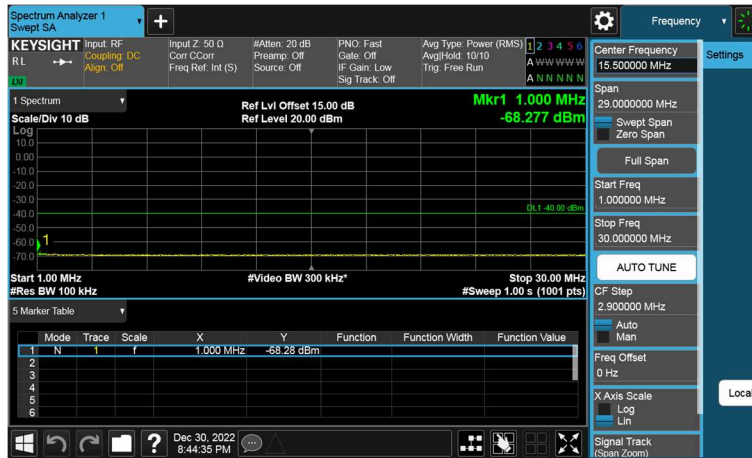 Spectrum Analyzer 1
Swept SA
+
Frequency
KEYSIGHT
RL
LXI
Input: RF
Coupling: DC
Align: Off
Input Z: 50 Ω
Corr CCorr
Freq Ref: Int (S)
#Atten: 20 dB
Preamp: Off
Source: Off
PNO: Fast
Gate: Off
IF Gain: Low
Sig Track: Off
Avg Type: Power (RMS)
Avg|Hold: 10/10
Trig: Free Run
1 2 3 4 5 6
A W W W W W
A N N N N N
1 Spectrum
Scale/Div 10 dB
Ref Lvl Offset 15.00 dB
Ref Level 20.00 dBm
Mkr1 1.000 MHz
-68.277 dBm
Log
10.0
0.00
-10.0
-20.0
-30.0
-40.0
-50.0
-60.0
-70.0
DL1 -40.00 dBm
1
Start 1.00 MHz
#Res BW 100 kHz
#Video BW 300 kHz*
Stop 30.00 MHz
#Sweep 1.00 s (1001 pts)
5 Marker Table
Mode Trace Scale X Y Function Function Width Function Value
1 N 1 f 1.000 MHz -68.28 dBm
2
3
4
5
6
Dec 30, 2022
8:44:35 PM
?
Center Frequency
15.500000 MHz
Settings
Span
29.0000000 MHz
Swept Span
Zero Span
Full Span
Start Freq
1.000000 MHz
Stop Freq
30.000000 MHz
AUTO TUNE
CF Step
2.900000 MHz
Auto
Man
Freq Offset
0 Hz
X Axis Scale
Log
Lin
Local
Signal Track
(Span Zoom)